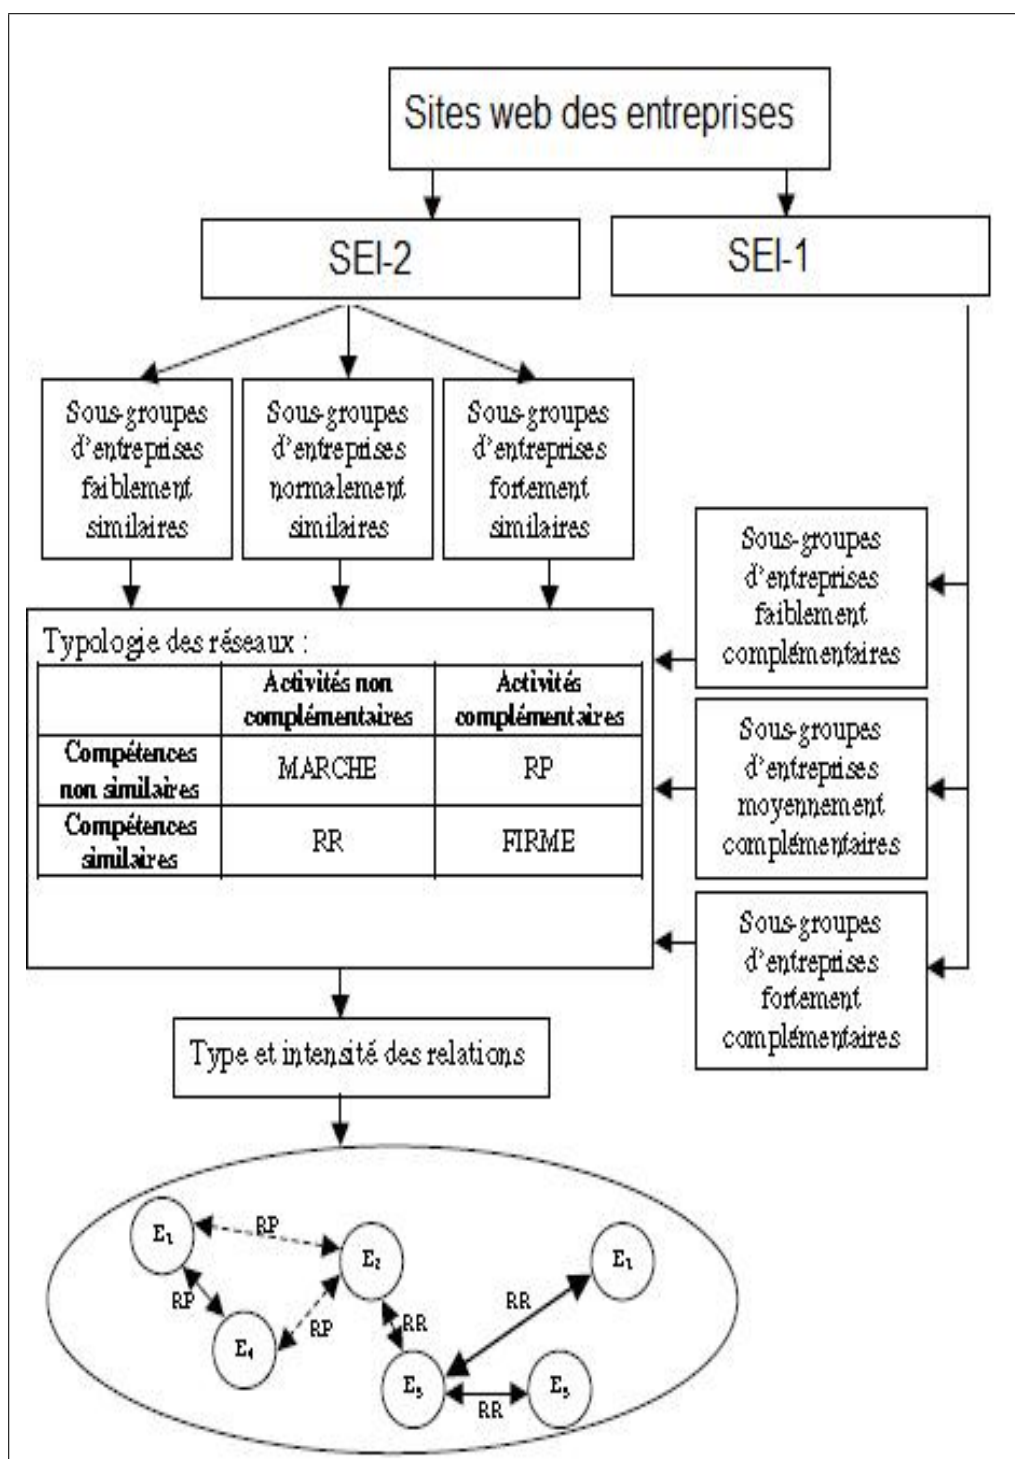 Sites web des entreprises
SEI-2
SEI-1
Sous-groupes
d'entreprises
faiblement
similaires
Sous-groupes
d'entreprises
normalement
similaires
Sous-groupes
d'entreprises
fortement
similaires
Sous-groupes
d'entreprises
faiblement
complémentaires
Typologie des réseaux :
Activités non
complémentaires
Activités
complémentaires
Compétences
non similaires
MARCHE
RP
Compétences
similaires
RR
FIRME
Sous-groupes
d'entreprises
moyennement
complémentaires
Sous-groupes
d'entreprises
fortement
complémentaires
Type et intensité des relations
RP
RP
RP
RR
RR
RR
E2
E4